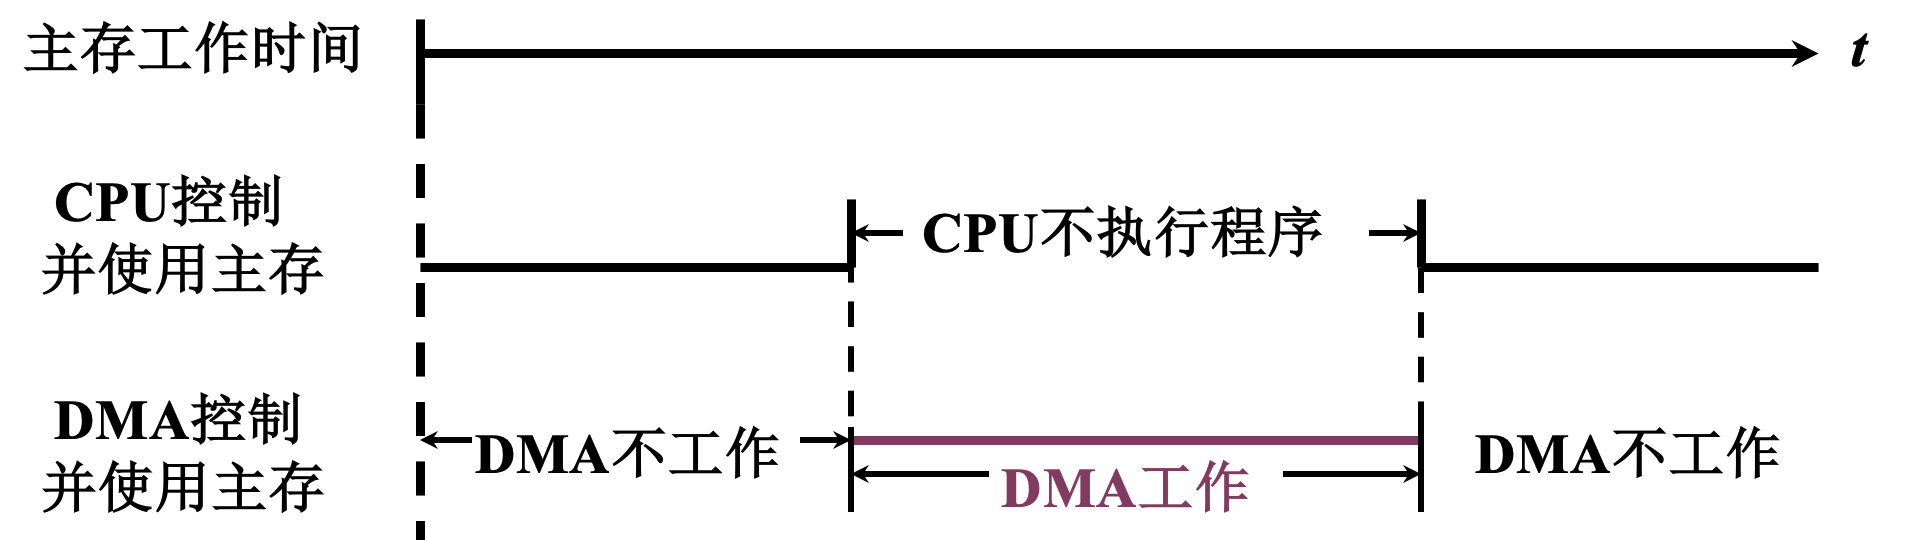 主存工作时间
t
CPU控制
并使用主存
CPU不执行程序
DMA控制
并使用主存
DMA不工作
DMA工作
DMA不工作